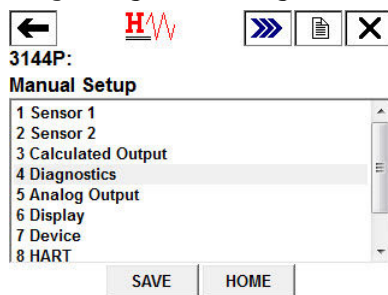 H
3144P:
Manual Setup
1 Sensor 1
2 Sensor 2
3 Calculated Output
4 Diagnostics
5 Analog Output
6 Display
7 Device
8 HART
SAVE HOME